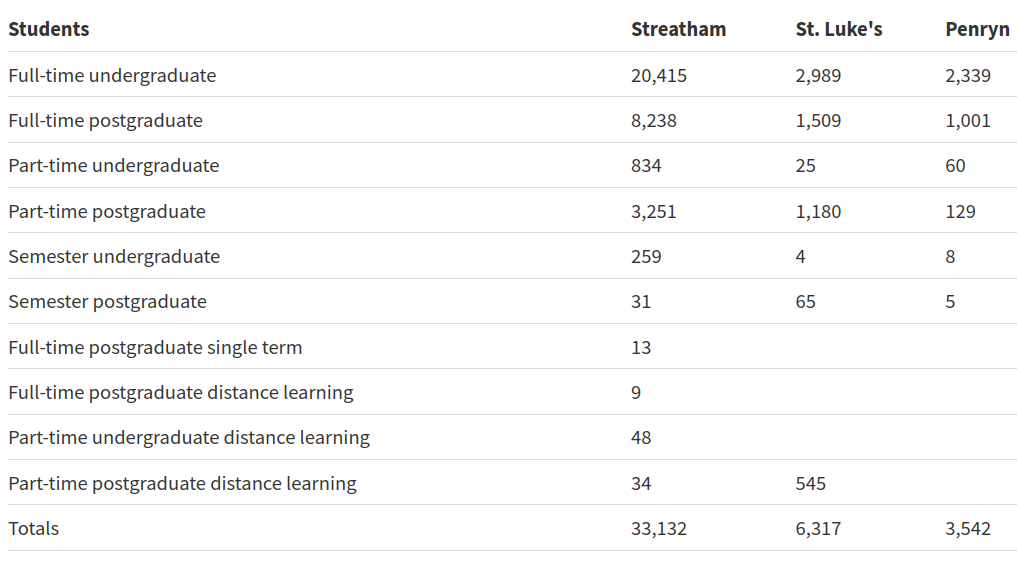 Students Streatham St. Luke's Penryn
Full-time undergraduate 20,415 2,989 2,339
Full-time postgraduate 8,238 1,509 1,001
Part-time undergraduate 834 25 60
Part-time postgraduate 3,251 1,180 129
Semester undergraduate 259 4 8
Semester postgraduate 31 65 5
Full-time postgraduate single term 13
Full-time postgraduate distance learning 9
Part-time undergraduate distance learning 48
Part-time postgraduate distance learning 34 545
Totals 33,132 6,317 3,542